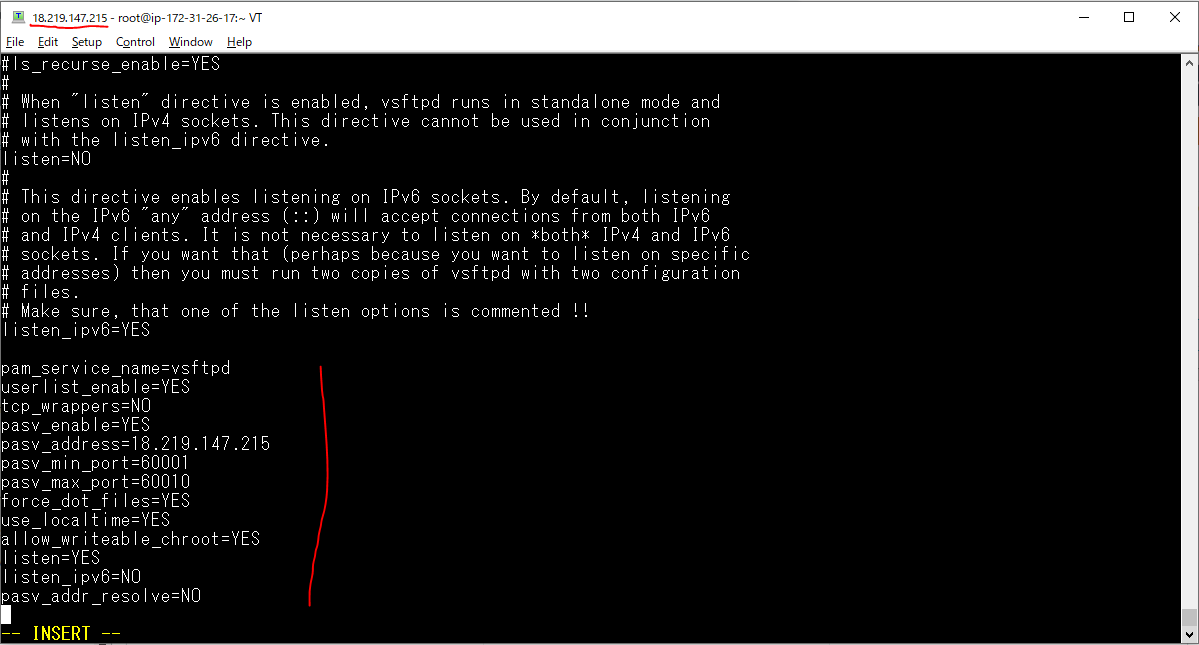 18.219.147.215 - root@ip-172-31-26-17:~ VT
File Edit Setup Control Window Help
#ls_recurse_enable=YES
#
# When "listen" directive is enabled, vsftpd runs in standalone mode and
# listens on IPv4 sockets. This directive cannot be used in conjunction
# with the listen_ipv6 directive.
listen=NO
#
# This directive enables listening on IPv6 sockets. By default, listening
# on the IPv6 "any" address (::) will accept connections from both IPv6
# and IPv4 clients. It is not necessary to listen on *both* IPv4 and IPv6
# sockets. If you want that (perhaps because you want to listen on specific
# addresses) then you must run two copies of vsftpd with two configuration
# files.
# Make sure, that one of the listen options is commented !!
listen_ipv6=YES
pam_service_name=vsftpd
userlist_enable=YES
tcp_wrappers=NO
pasv_enable=YES
pasv_address=18.219.147.215
pasv_min_port=60001
pasv_max_port=60010
force_dot_files=YES
use_localtime=YES
allow_writeable_chroot=YES
listen=YES
listen_ipv6=NO
pasv_addr_resolve=NO
-- INSERT --